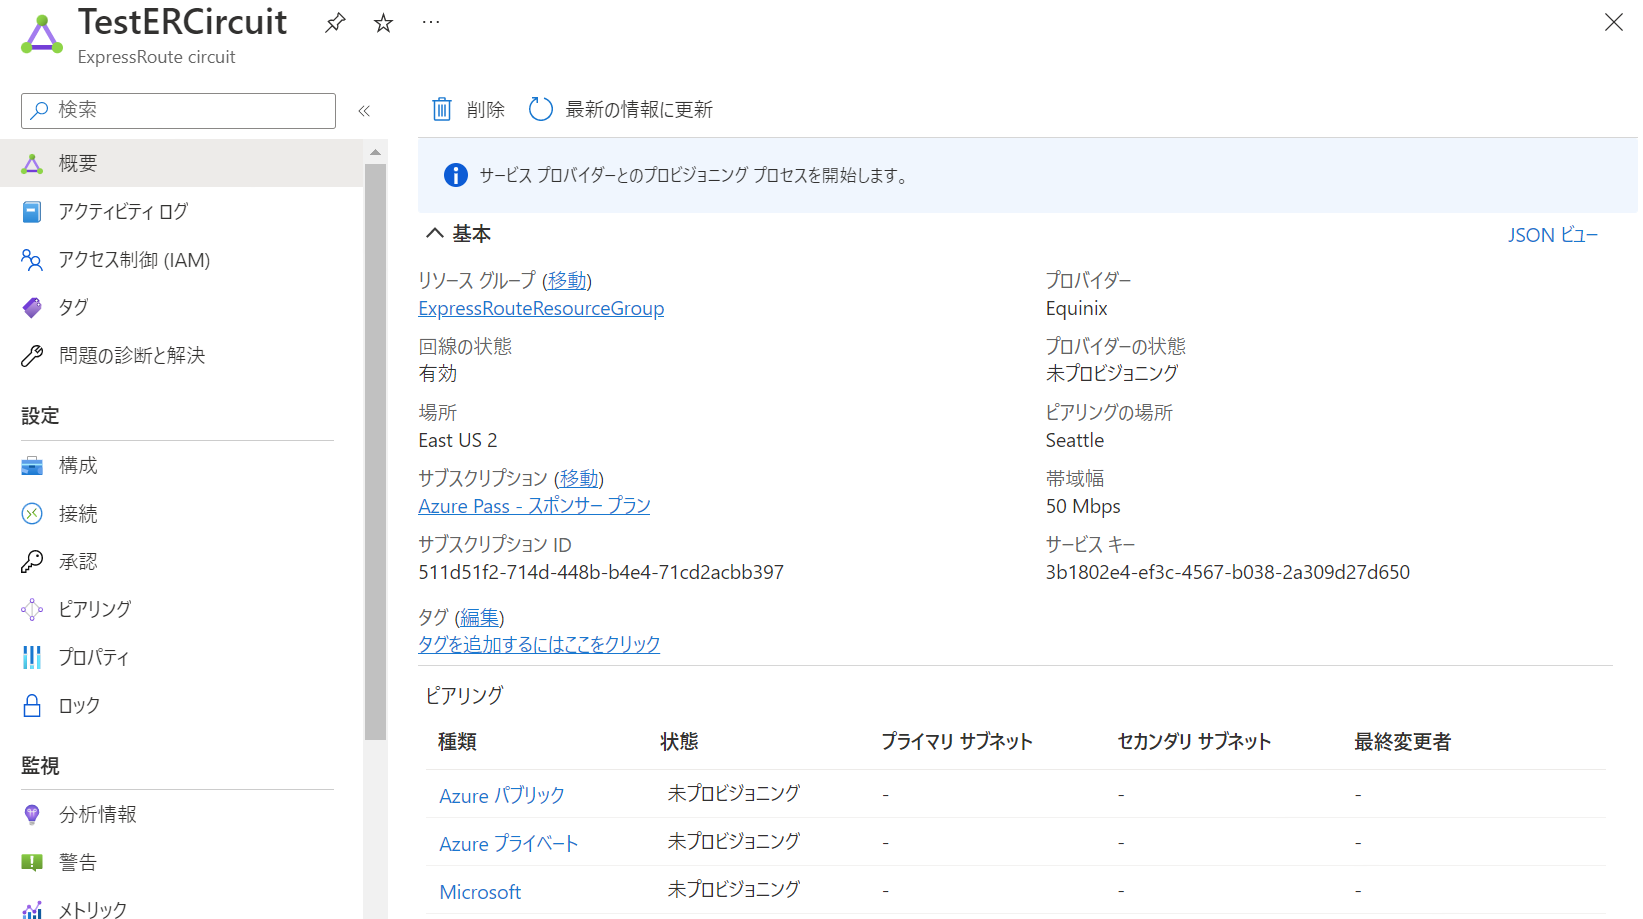 TestERCircuit
ExpressRoute circuit
検索
概要
アクティビティ ログ
アクセス制御 (IAM)
タグ
問題の診断と解決
設定
構成
接続
承認
ピアリング
プロパティ
ロック
監視
分析情報
警告
メトリック
削除
最新の情報に更新
サービス プロバイダーとのプロビジョニング プロセスを開始します。
基本
JSON ビュー
リソース グループ (移動)
ExpressRouteResourceGroup
回線の状態
有効
場所
East US 2
サブスクリプション (移動)
Azure Pass - スポンサー プラン
サブスクリプション ID
511d51f2-714d-448b-b4e4-71cd2acbb397
タグ (編集)
タグを追加するにはここをクリック
プロバイダー
Equinix
プロバイダーの状態
未プロビジョニング
ピアリングの場所
Seattle
帯域幅
50 Mbps
サービス キー
3b1802e4-ef3c-4567-b038-2a309d27d650
ピアリング
種類 状態 プライマリ サブネット セカンダリ サブネット 最終変更者
Azure パブリック 未プロビジョニング - - -
Azure プライベート 未プロビジョニング - - -
Microsoft 未プロビジョニング - - -